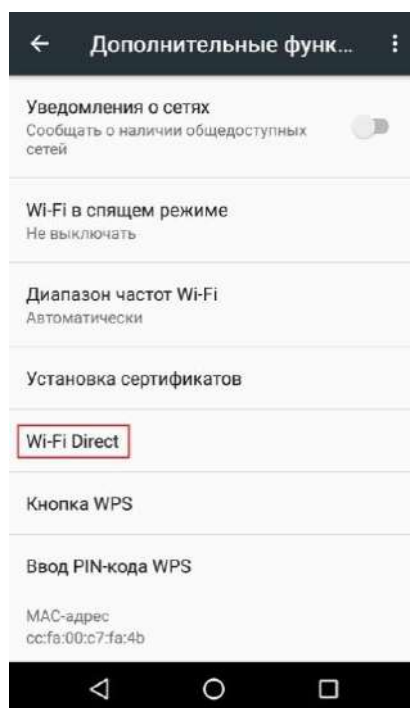 Дополнительные функ...
Уведомления о сетях
Сообщать о наличии общедоступных
сетей
Wi-Fi в спящем режиме
Не выключать
Диапазон частот Wi-Fi
Автоматически
Установка сертификатов
Wi-Fi Direct
Кнопка WPS
Ввод PIN-кода WPS
MAC-адрес
cc:fa:00:c7:fa:4b